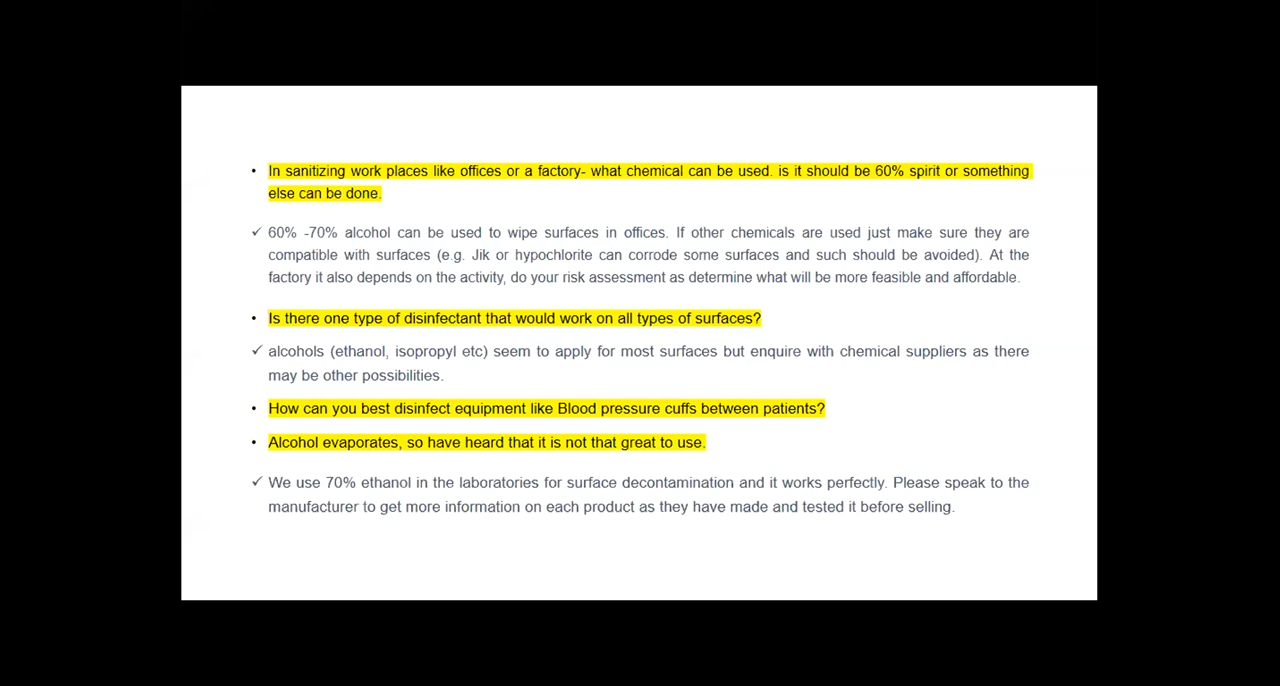 • In sanitizing work places like offices or a factory- what chemical can be used. is it should be 60% spirit or something
else can be done.
✓ 60% -70% alcohol can be used to wipe surfaces in offices. If other chemicals are used just make sure they are
compatible with surfaces (e.g. Jik or hypochlorite can corrode some surfaces and such should be avoided). At the
factory it also depends on the activity, do your risk assessment as determine what will be more feasible and affordable.
• Is there one type of disinfectant that would work on all types of surfaces?
✓ alcohols (ethanol, isopropyl etc) seem to apply for most surfaces but enquire with chemical suppliers as there
may be other possibilities.
• How can you best disinfect equipment like Blood pressure cuffs between patients?
• Alcohol evaporates, so have heard that it is not that great to use.
✓ We use 70% ethanol in the laboratories for surface decontamination and it works perfectly. Please speak to the
manufacturer to get more information on each product as they have made and tested it before selling.